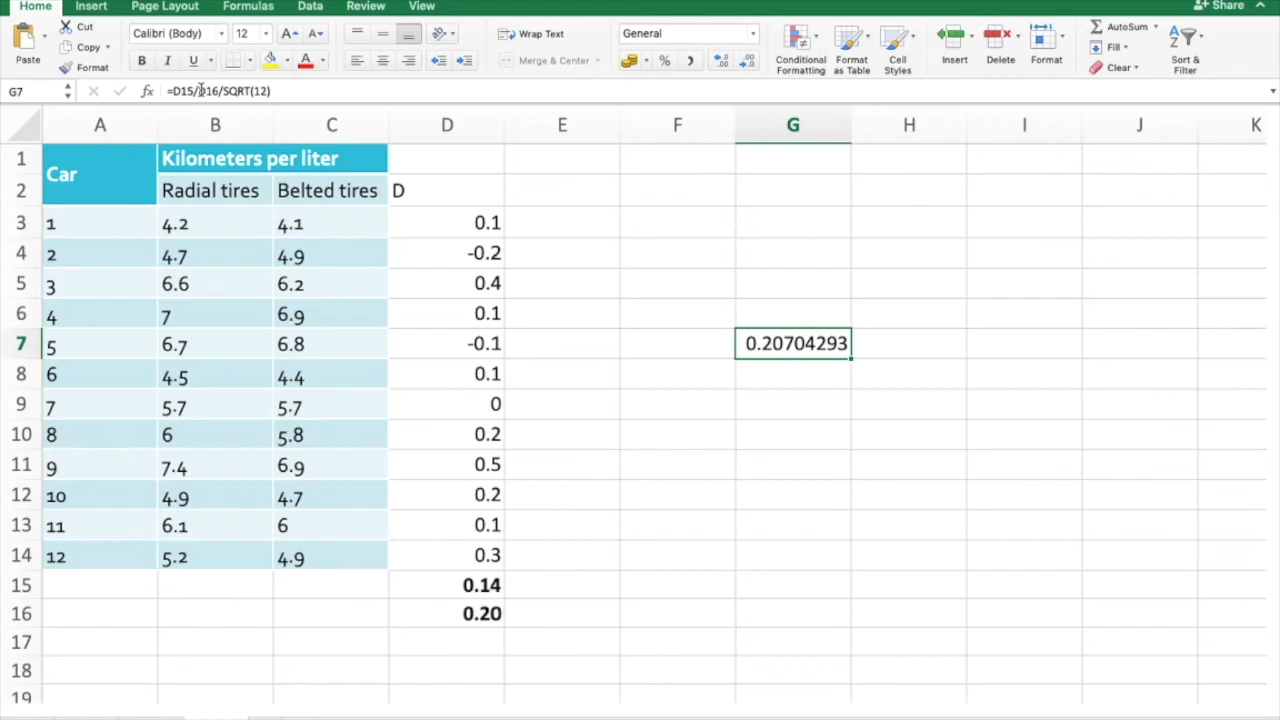 Home Insert Page Layout Formulas Data Review View Share
Cut Calibri (Body) 12 A A Wrap Text General AutoSum
Copy Fill
Paste Format B I U A Merge & Center % Conditional Formatting Format as Table Cell Styles Insert Delete Format Clear Sort & Filter
G7 fx =D15/D16/SQRT(12)
A B C D E F G H I J K
1 Car Kilometers per liter
2 Radial tires Belted tires D
3 1 4.2 4.1 0.1
4 2 4.7 4.9 -0.2
5 3 6.6 6.2 0.4
6 4 7 6.9 0.1
7 5 6.7 6.8 -0.1 0.20704293
8 6 4.5 4.4 0.1
9 7 5.7 5.7 0
10 8 6 5.8 0.2
11 9 7.4 6.9 0.5
12 10 4.9 4.7 0.2
13 11 6.1 6 0.1
14 12 5.2 4.9 0.3
15 0.14
16 0.20
17
18
19